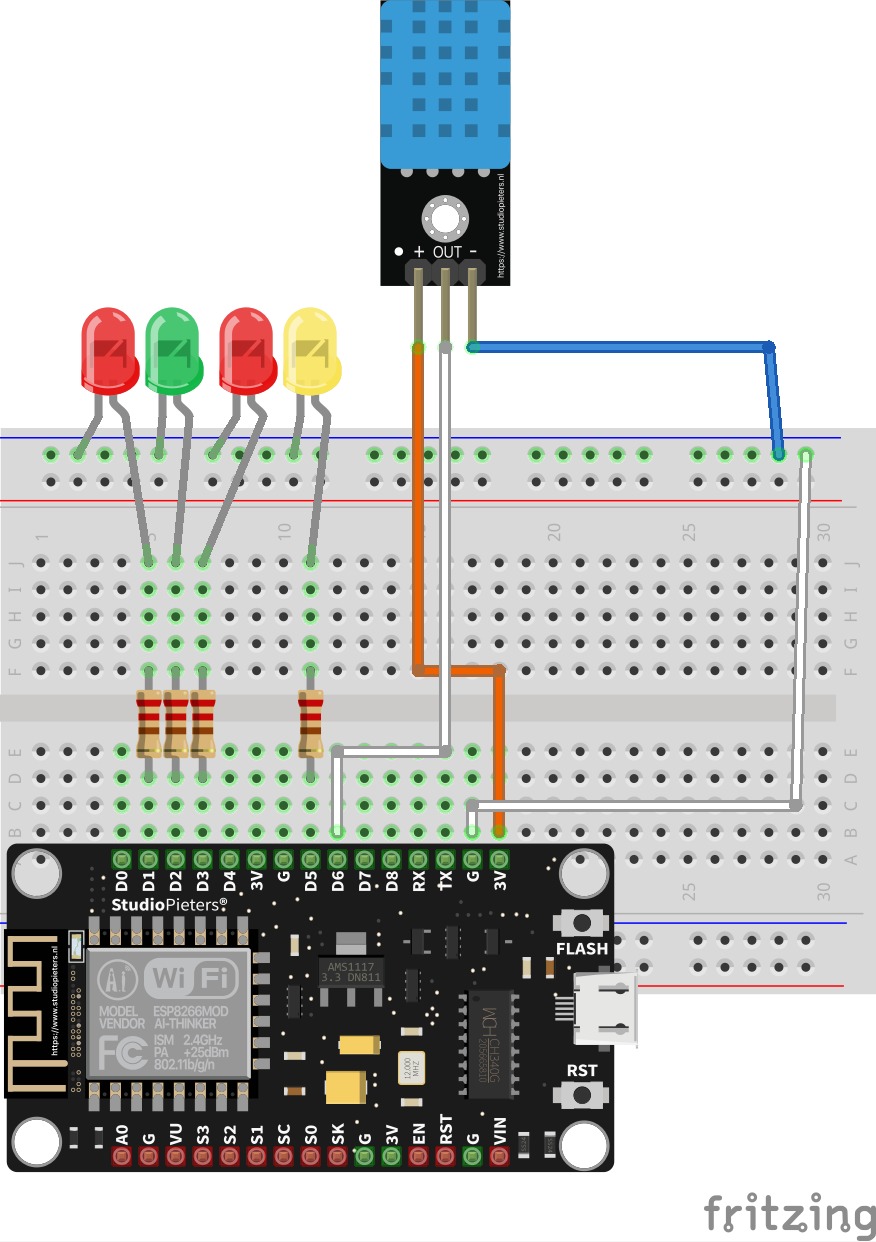 + OUT -
https://www.studiopieters.nl
1 5 10 20 25 30
J J
I I
H H
G G
F F
E E
D D
C C
B B
A
D0 D1 D2 D3 D4 3V G D5 D6 D7 D8 RX TX G 3V
25 30
StudioPieters®
FLASH
https://www.studiopieters.nl
Ai WiFi
MODEL ESP8266MOD
VENDOR AI-THINKER
FC ISM 2.4GHz
PA +25dBm
802.11b/g/n
AMS1117
3.3 DN811
12.000
MHZ
CH340G
RST
A0 G VU S3 S2 S1 SC S0 SK G 3V EN RST G VIN
fritzing